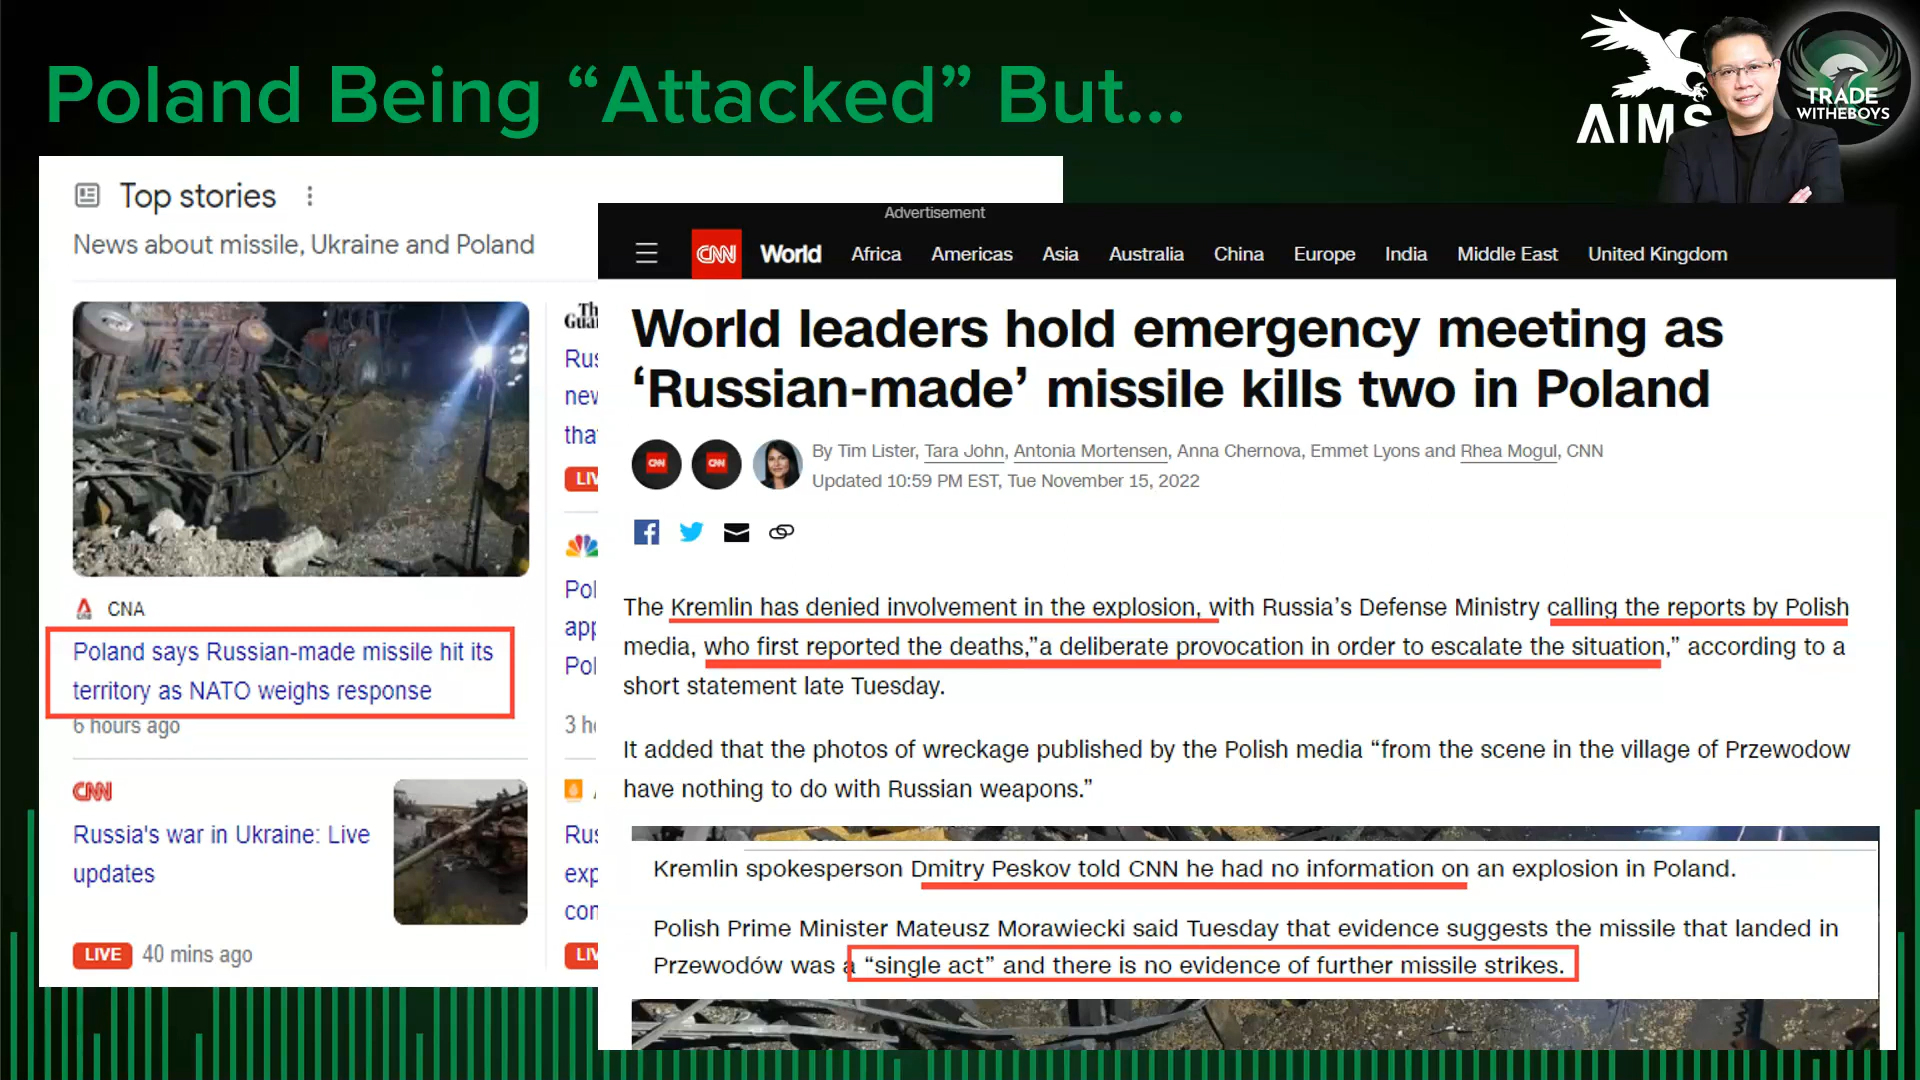 Poland Being “Attacked” But...
AIMS
TRADE
WITHEBOYS
Top stories
News about missile, Ukraine and Poland
CNA
Poland says Russian-made missile hit its
territory as NATO weighs response
6 hours ago
CNN
Russia's war in Ukraine: Live
updates
LIVE 40 mins ago
3 h
Advertisement
CNN World Africa Americas Asia Australia China Europe India Middle East United Kingdom
World leaders hold emergency meeting as
‘Russian-made’ missile kills two in Poland
By Tim Lister, Tara John, Antonia Mortensen, Anna Chernova, Emmet Lyons and Rhea Mogul, CNN
Updated 10:59 PM EST, Tue November 15, 2022
The Kremlin has denied involvement in the explosion, with Russia’s Defense Ministry calling the reports by Polish
media, who first reported the deaths,”a deliberate provocation in order to escalate the situation,” according to a
short statement late Tuesday.
It added that the photos of wreckage published by the Polish media “from the scene in the village of Przewodow
have nothing to do with Russian weapons.”
Kremlin spokesperson Dmitry Peskov told CNN he had no information on an explosion in Poland.
Polish Prime Minister Mateusz Morawiecki said Tuesday that evidence suggests the missile that landed in
Przewodów was a “single act” and there is no evidence of further missile strikes.